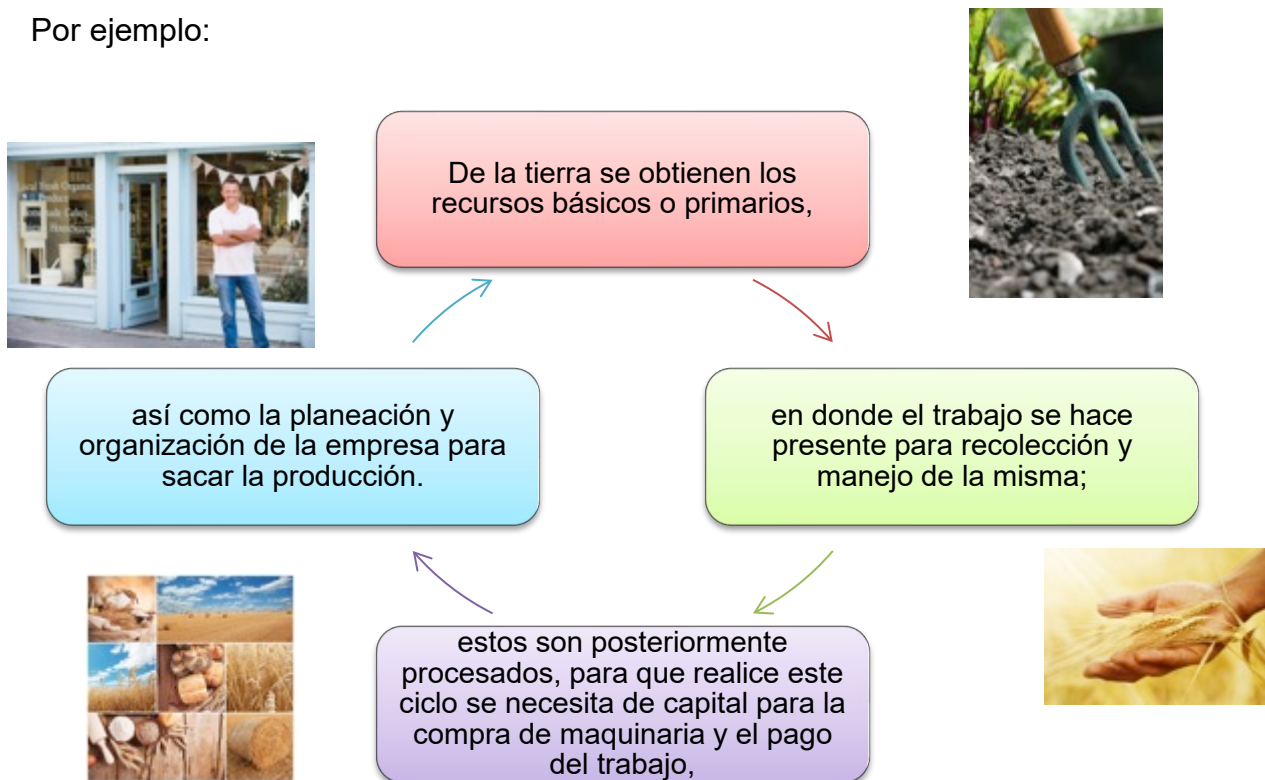 Por ejemplo:
De la tierra se obtienen los
recursos básicos o primarios,
en donde el trabajo se hace
presente para recolección y
manejo de la misma;
estos son posteriormente
procesados, para que realice este
ciclo se necesita de capital para la
compra de maquinaria y el pago
del trabajo,
así como la planeación y
organización de la empresa para
sacar la producción.